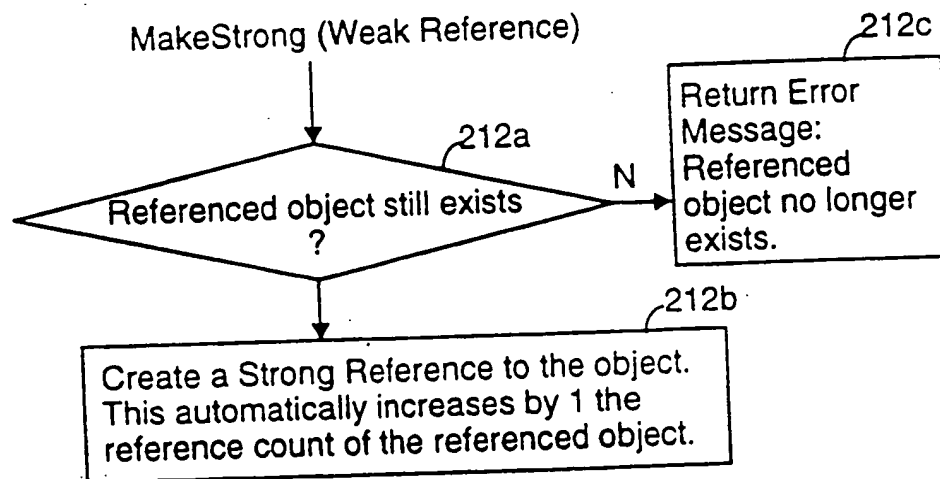 MakeStrong (Weak Reference)
212c
Return Error
Message:
Referenced
object no longer
exists.
212a
N
Referenced object still exists
?
212b
Create a Strong Reference to the object.
This automatically increases by 1 the
reference count of the referenced object.